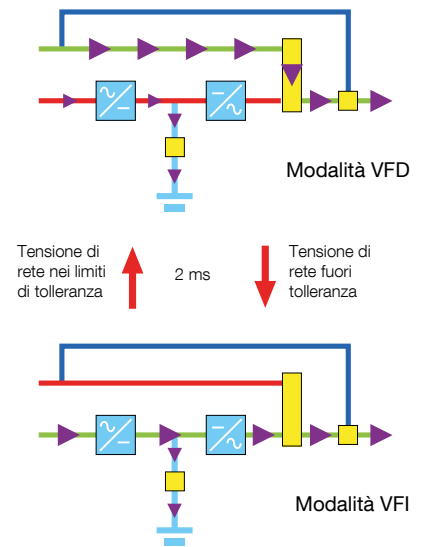 Modalità VFD
Tensione di
rete nei limiti
di tolleranza
2 ms
Tensione di
rete fuori
tolleranza
Modalità VFI